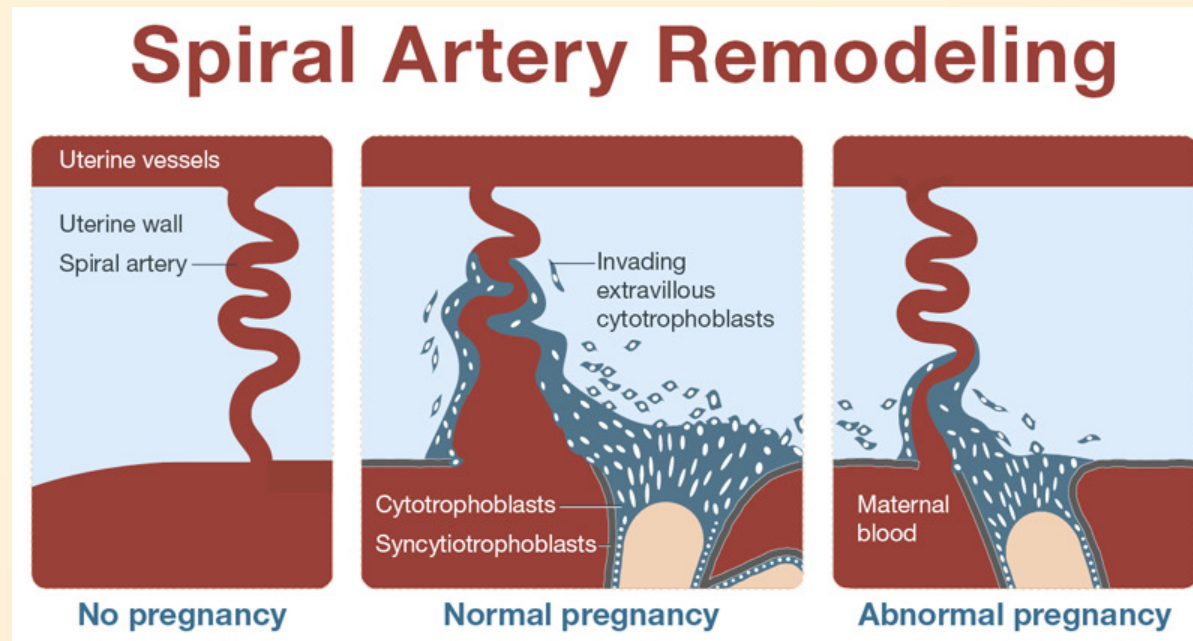 Spiral Artery Remodeling
Uterine vessels
Uterine wall
Spiral artery
Invading
extravillous
cytotrophoblasts
Cytotrophoblasts
Syncytiotrophoblasts
Maternal
blood
No pregnancy
Normal pregnancy
Abnormal pregnancy